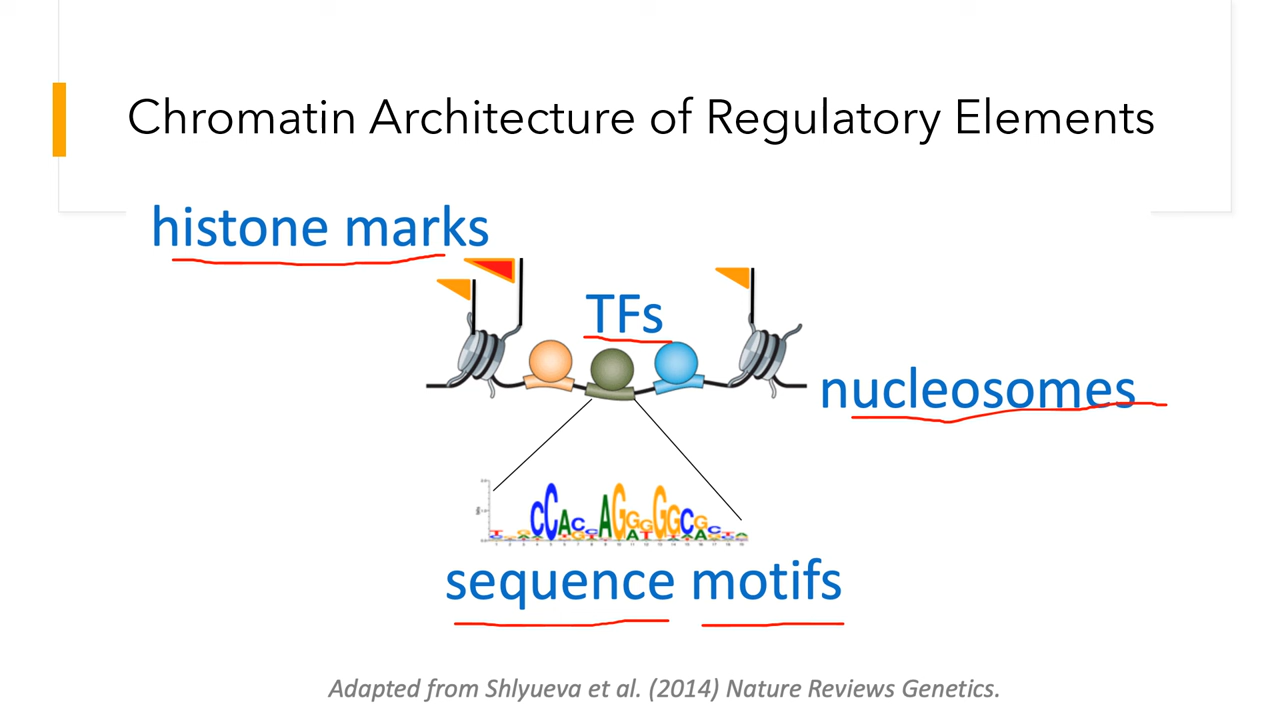 Chromatin Architecture of Regulatory Elements
histone marks
TFs
nucleosomes
sequence motifs
Adapted from Shlyueva et al. (2014) Nature Reviews Genetics.